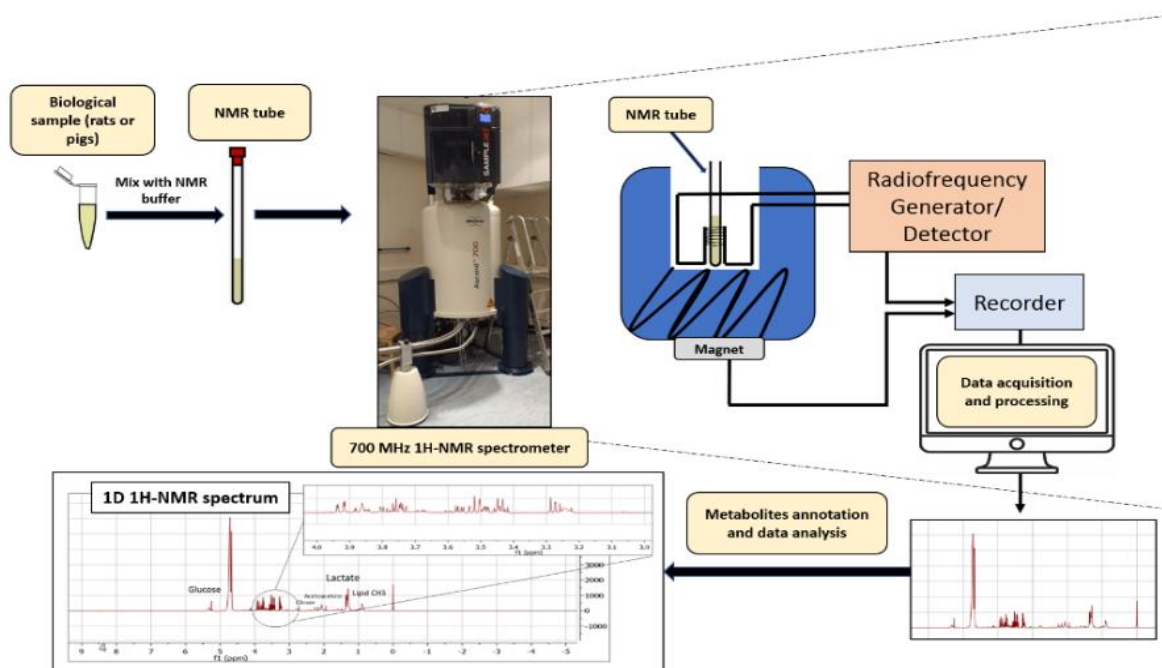 Biological
sample (rats or
pigs)
NMR tube
Mix with NMR
buffer
SAMPLE
Ascend 700
700 MHz 1H-NMR spectrometer
NMR tube
Radiofrequency
Generator/
Detector
Recorder
Magnet
Data acquisition
and processing
Metabolites annotation
and data analysis
1D 1H-NMR spectrum
4.0 3.9 3.8 3.7 3.6 3.5 3.4 3.3 3.2 3.1 3.0
f1 (ppm)
Glucose
Lactate
Lipid CH3
3000
2000
1000
0
-1000
9 8 7 6 5 4 3 2 1 0 -1 -2 -3 -4 -5
f1 (ppm)
4